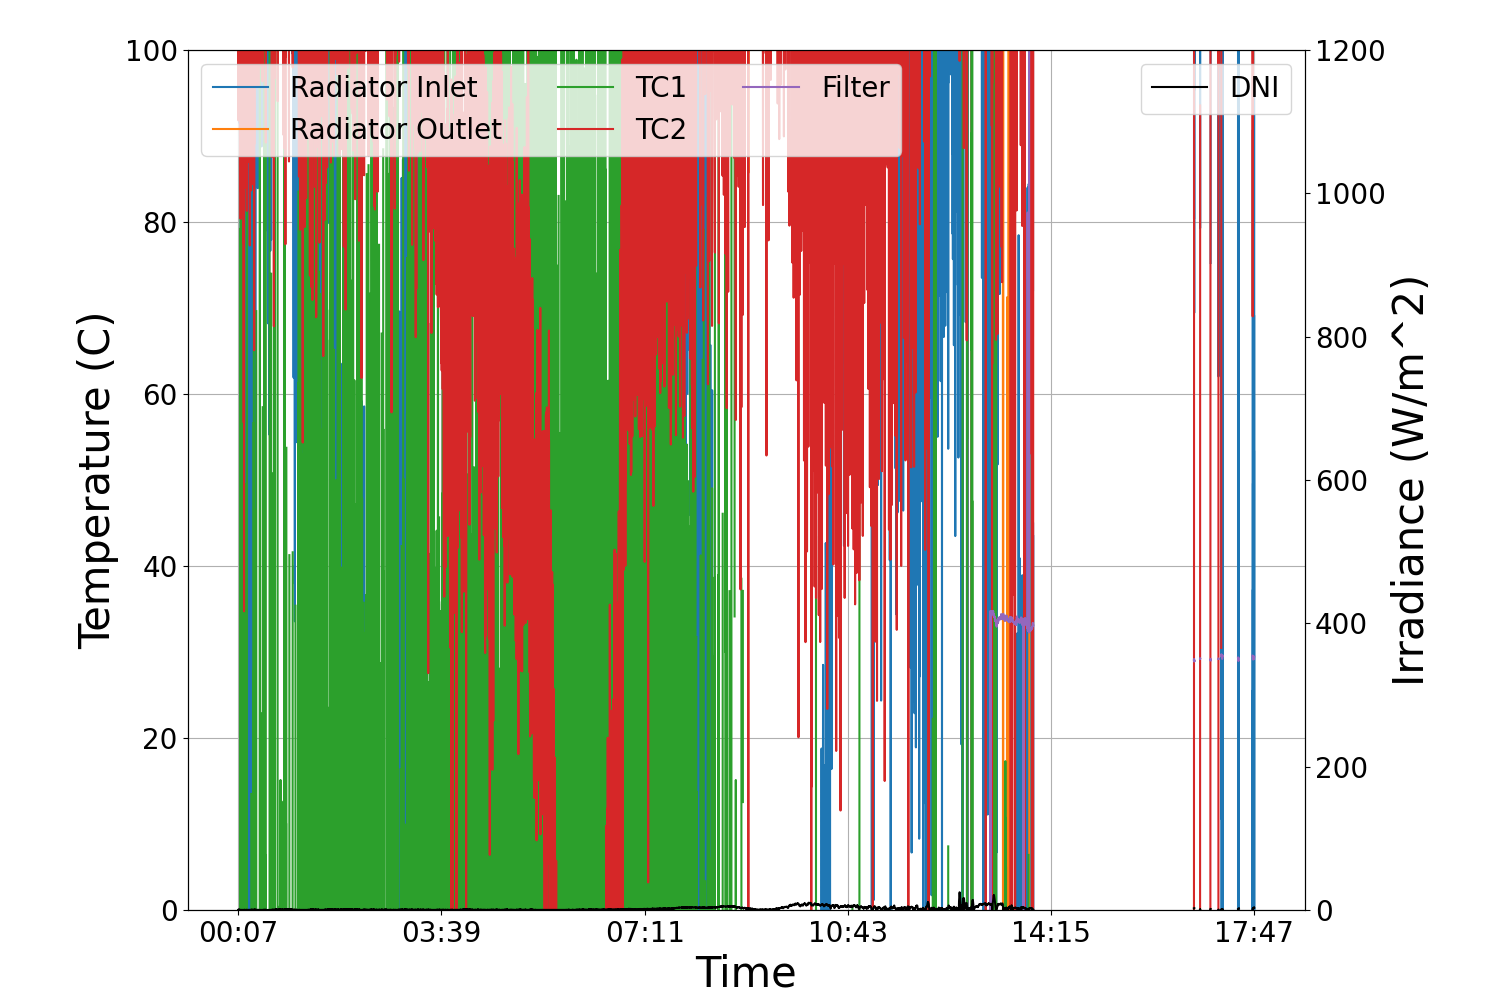 100
80
60
40
20
0
Temperature (C)
Radiator Inlet
Radiator Outlet
TC1
TC2
Filter
DNI
1200
1000
800
600
400
200
0
Irradiance (W/m^2)
00:07
03:39
07:11
10:43
14:15
17:47
Time